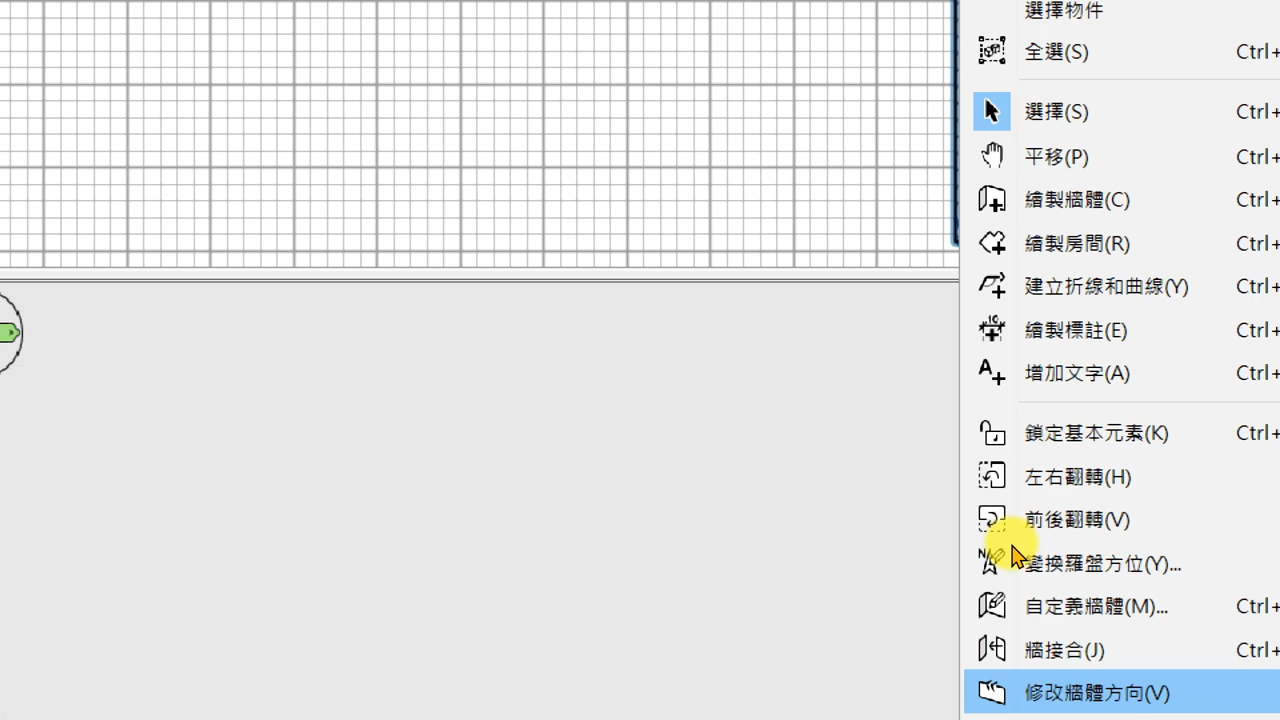 選擇物件
全選(S) Ctrl+
選擇(S) Ctrl+
平移(P) Ctrl+
繪製牆體(C) Ctrl+
繪製房間(R) Ctrl+
建立折線和曲線(Y) Ctrl+
繪製標註(E) Ctrl+
增加文字(A) Ctrl+
鎖定基本元素(K) Ctrl+
左右翻轉(H)
前後翻轉(V)
變換羅盤方位(Y)...
自定義牆體(M)... Ctrl+
牆接合(J) Ctrl+
修改牆體方向(V)